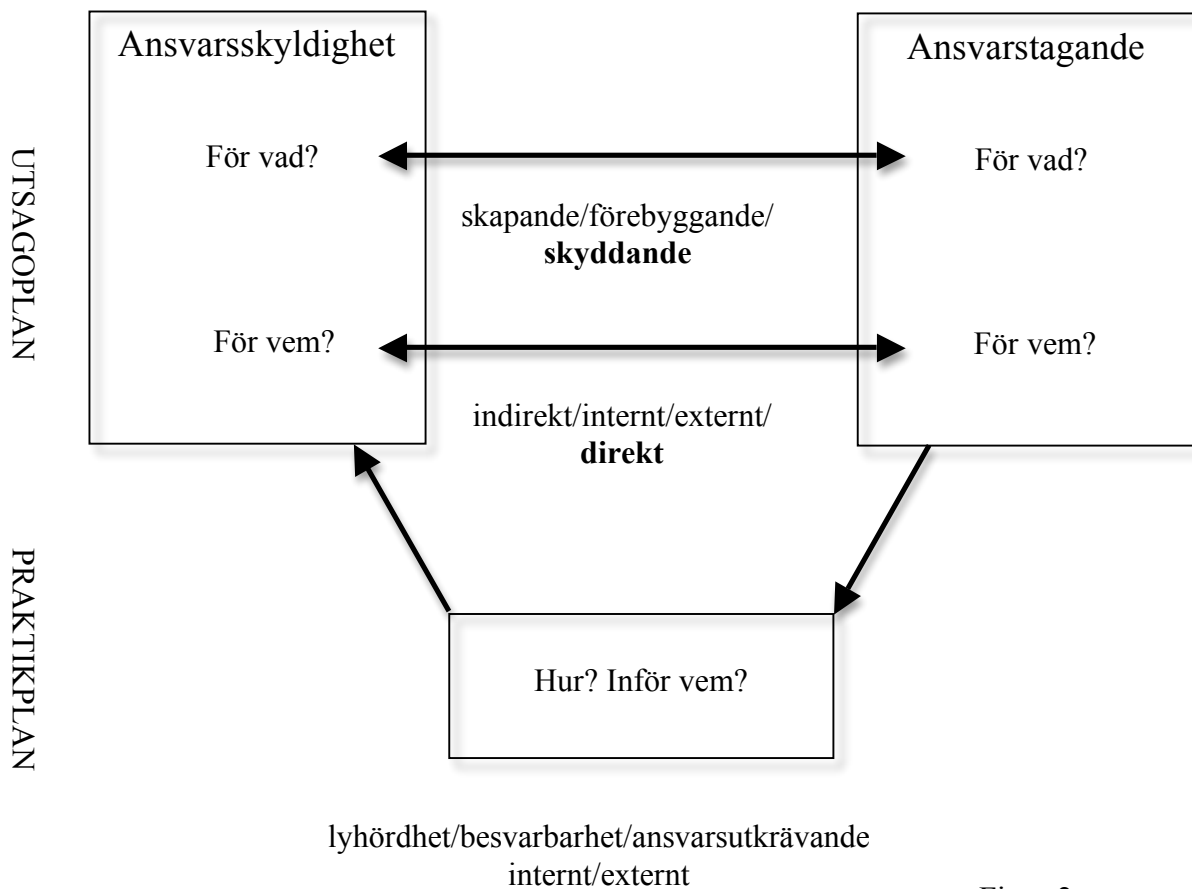 Ansvarsskyldighet
Ansvarstagande
För vad?
För vad?
skapande/förebyggande/
skyddande
För vem?
För vem?
indirekt/internt/externt/
direkt
UTSAGOPLAN
PRAKTIKPLAN
Hur? Inför vem?
lyhördhet/besvarbarhet/ansvarsutkrävande
internt/externt